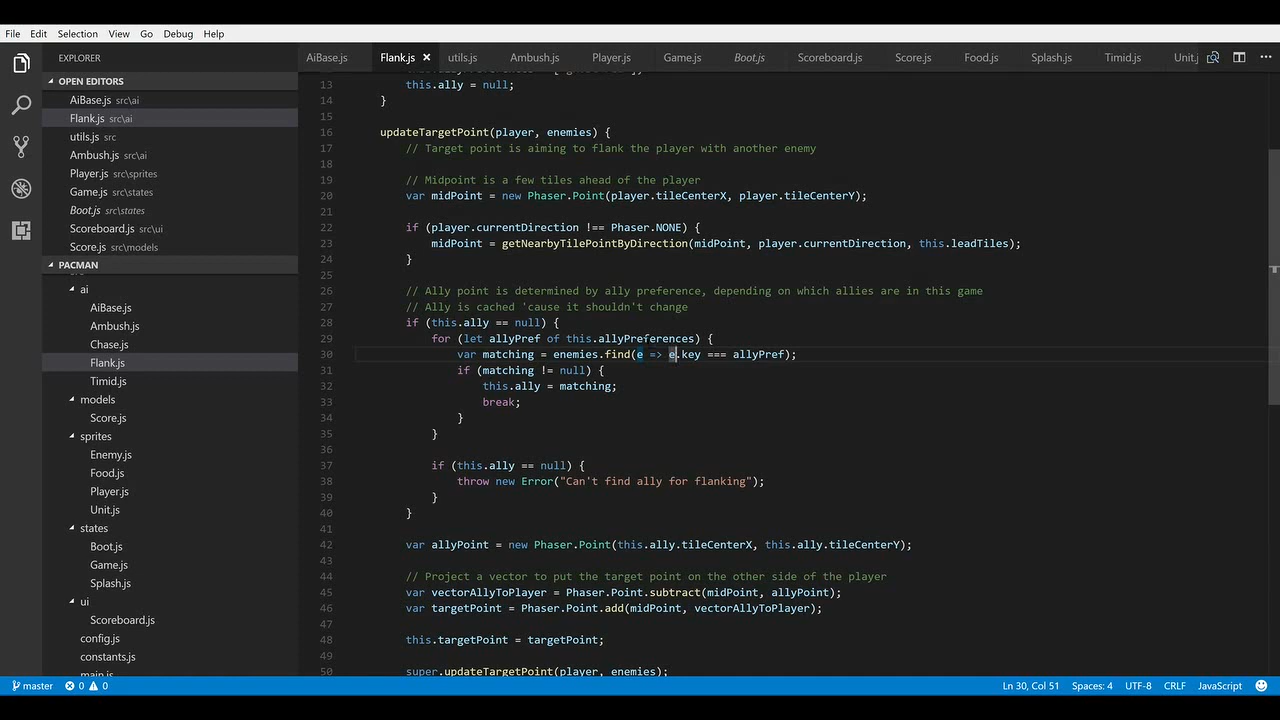 File Edit Selection View Go Debug Help
EXPLORER
OPEN EDITORS
AiBase.js src\ai
Flank.js src\ai
utils.js src
Ambush.js src\ai
Player.js src\sprites
Game.js src\states
Boot.js src\states
Scoreboard.js src\ui
Score.js src\models
PACMAN
ai
AiBase.js
Ambush.js
Chase.js
Flank.js
Timid.js
models
Score.js
sprites
Enemy.js
Food.js
Player.js
Unit.js
states
Boot.js
Game.js
Splash.js
ui
Scoreboard.js
config.js
constants.js
main.js
AiBase.js Flank.js × utils.js Ambush.js Player.js Game.js Boot.js Scoreboard.js Score.js Food.js Splash.js Timid.js Unit.j
13 this.ally = null;
14 }
15
16 updateTargetPoint(player, enemies) {
17 // Target point is aiming to flank the player with another enemy
18
19 // Midpoint is a few tiles ahead of the player
20 var midPoint = new Phaser.Point(player.tileCenterX, player.tileCenterY);
21
22 if (player.currentDirection !== Phaser.NONE) {
23 midPoint = getNearbyTilePointByDirection(midPoint, player.currentDirection, this.leadTiles);
24 }
25
26 // Ally point is determined by ally preference, depending on which allies are in this game
27 // Ally is cached 'cause it shouldn't change
28 if (this.ally == null) {
29 for (let allyPref of this.allyPreferences) {
30 var matching = enemies.find(e => e.key === allyPref);
31 if (matching != null) {
32 this.ally = matching;
33 break;
34 }
35 }
36
37 if (this.ally == null) {
38 throw new Error("Can't find ally for flanking");
39 }
40 }
41
42 var allyPoint = new Phaser.Point(this.ally.tileCenterX, this.ally.tileCenterY);
43
44 // Project a vector to put the target point on the other side of the player
45 var vectorAllyToPlayer = Phaser.Point.subtract(midPoint, allyPoint);
46 var targetPoint = Phaser.Point.add(midPoint, vectorAllyToPlayer);
47
48 this.targetPoint = targetPoint;
49
50 super.updateTargetPoint(player, enemies);
master 0 0 Ln 30, Col 51 Spaces: 4 UTF-8 CRLF JavaScript